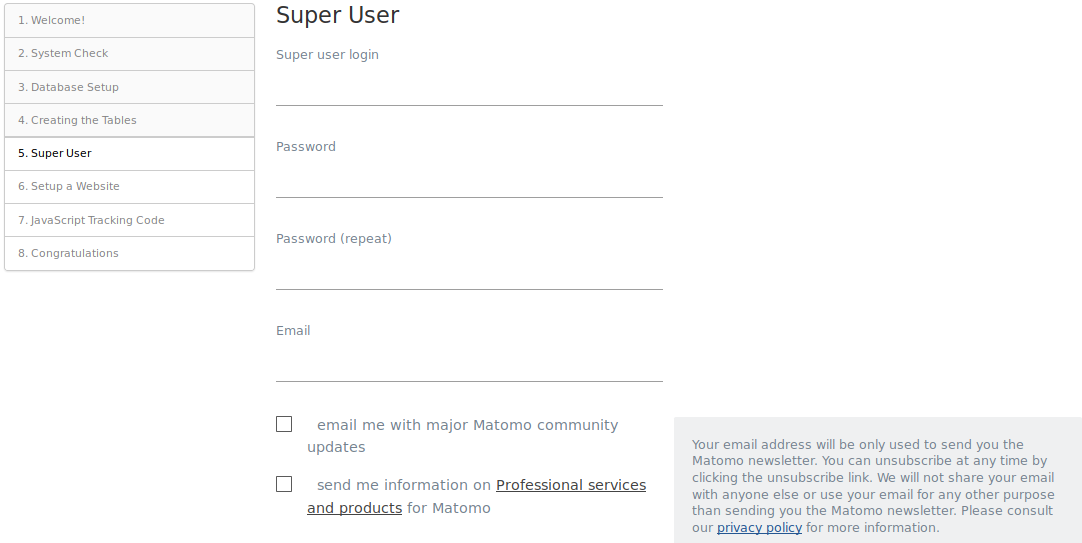 1. Welcome!
2. System Check
3. Database Setup
4. Creating the Tables
5. Super User
6. Setup a Website
7. JavaScript Tracking Code
8. Congratulations
Super User
Super user login
Password
Password (repeat)
Email
email me with major Matomo community
updates
send me information on Professional services
and products for Matomo
Your email address will be only used to send you the
Matomo newsletter. You can unsubscribe at any time by
clicking the unsubscribe link. We will not share your email
with anyone else or use your email for any other purpose
than sending you the Matomo newsletter. Please consult
our privacy policy for more information.